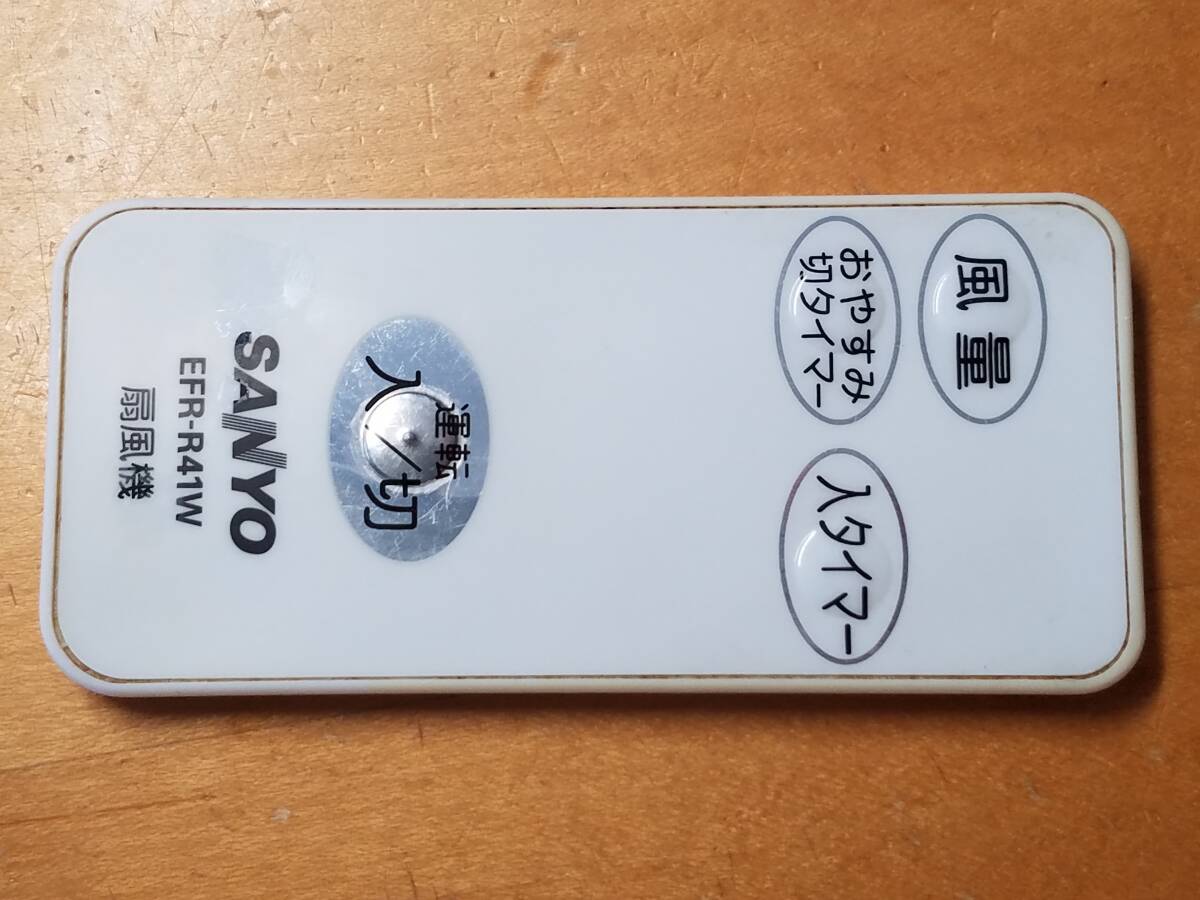 風量
おやすみ
切タイマー
入タイマー
運転
入/切
SANYO
EFR-R41W
扇風機